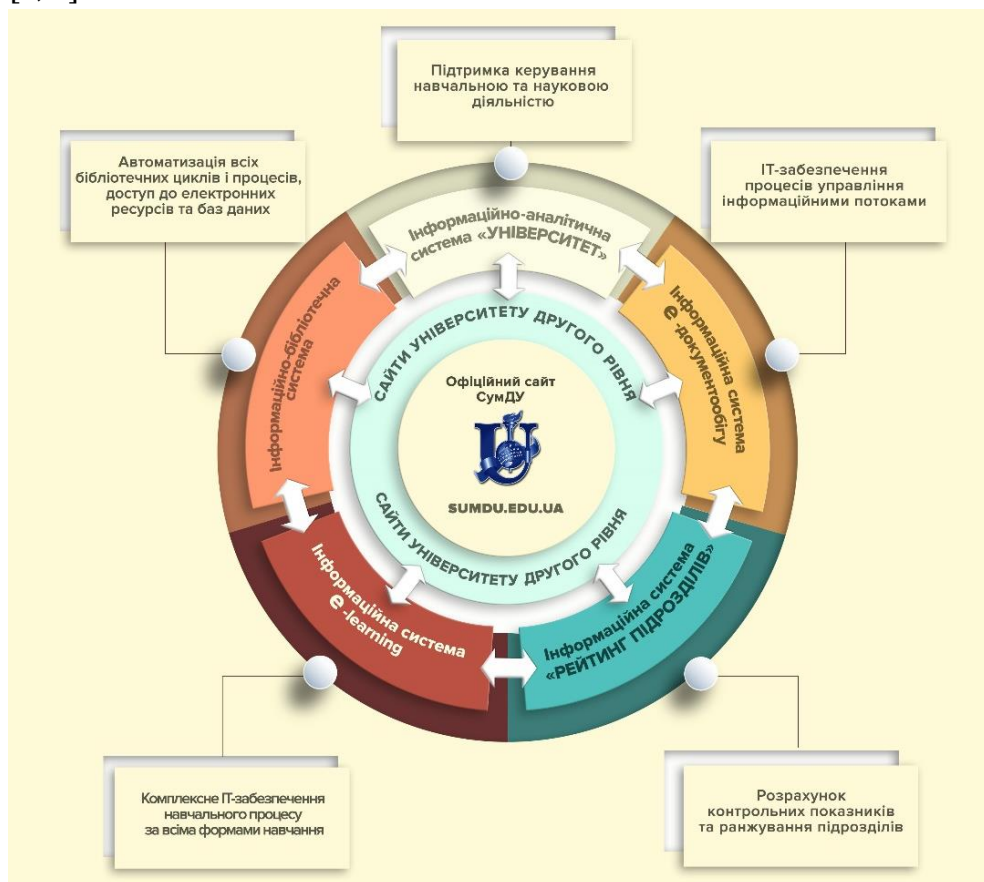 Підтримка керування
навчальною та науковою
діяльністю
Автоматизація всіх
бібліотечних циклів і процесів,
доступ до електронних
ресурсів та баз даних
ІТ-забезпечення
процесів управління
інформаційними потоками
Інформаційно-аналітична
система «УНІВЕРСИТЕТ»
Інформаційно-бібліотечна
система
Інформаційна система
е-документообігу
САЙТИ УНІВЕРСИТЕТУ ДРУГОГО РІВНЯ
Офіційний сайт
СумДУ
SUMDU.EDU.UA
САЙТИ УНІВЕРСИТЕТУ ДРУГОГО РІВНЯ
Інформаційна система
e-learning
Інформаційна система
«РЕЙТИНГ ПІДРОЗДІЛІВ»
Комплексне ІТ-забезпечення
навчального процесу
за всіма формами навчання
Розрахунок
контрольних показників
та ранжування підрозділів